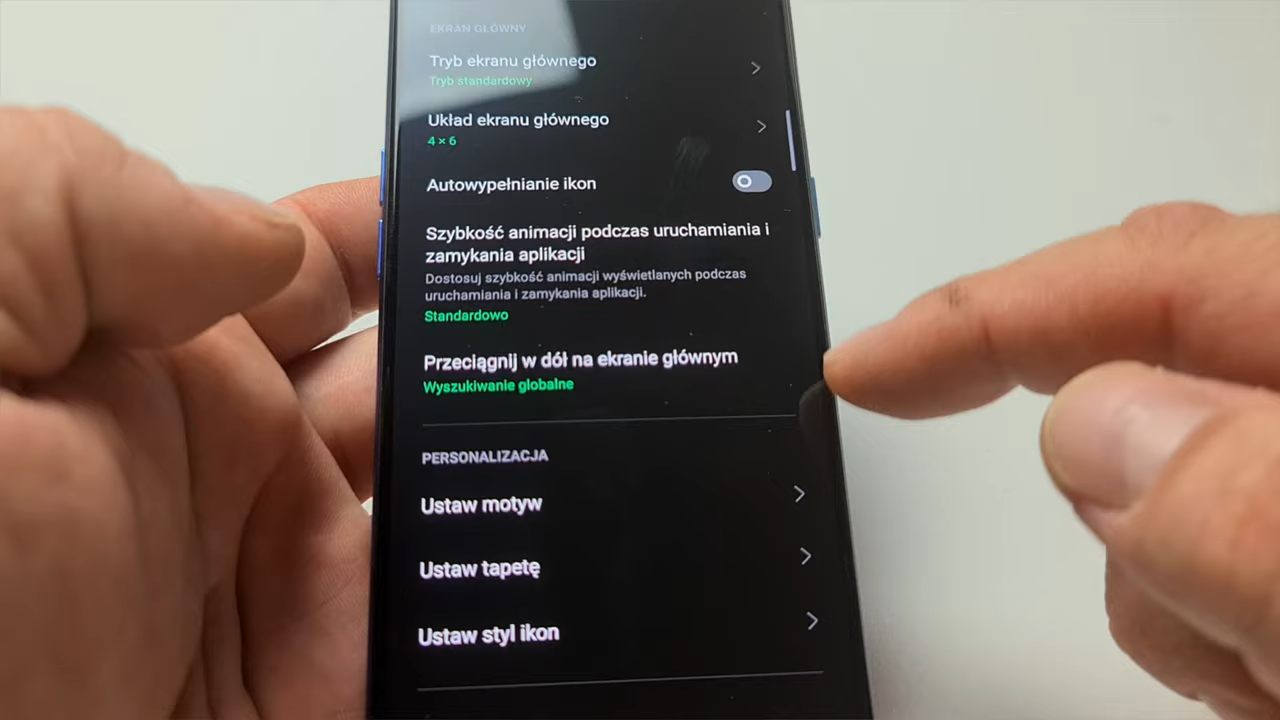 EKRAN GŁÓWNY
Tryb ekranu głównego
Tryb standardowy
Układ ekranu głównego
4 × 6
Autowypełnianie ikon
Szybkość animacji podczas uruchamiania i
zamykania aplikacji
Dostosuj szybkość animacji wyświetlanych podczas
uruchamiania i zamykania aplikacji.
Standardowo
Przeciągnij w dół na ekranie głównym
Wyszukiwanie globalne
PERSONALIZACJA
Ustaw motyw
Ustaw tapetę
Ustaw styl ikon